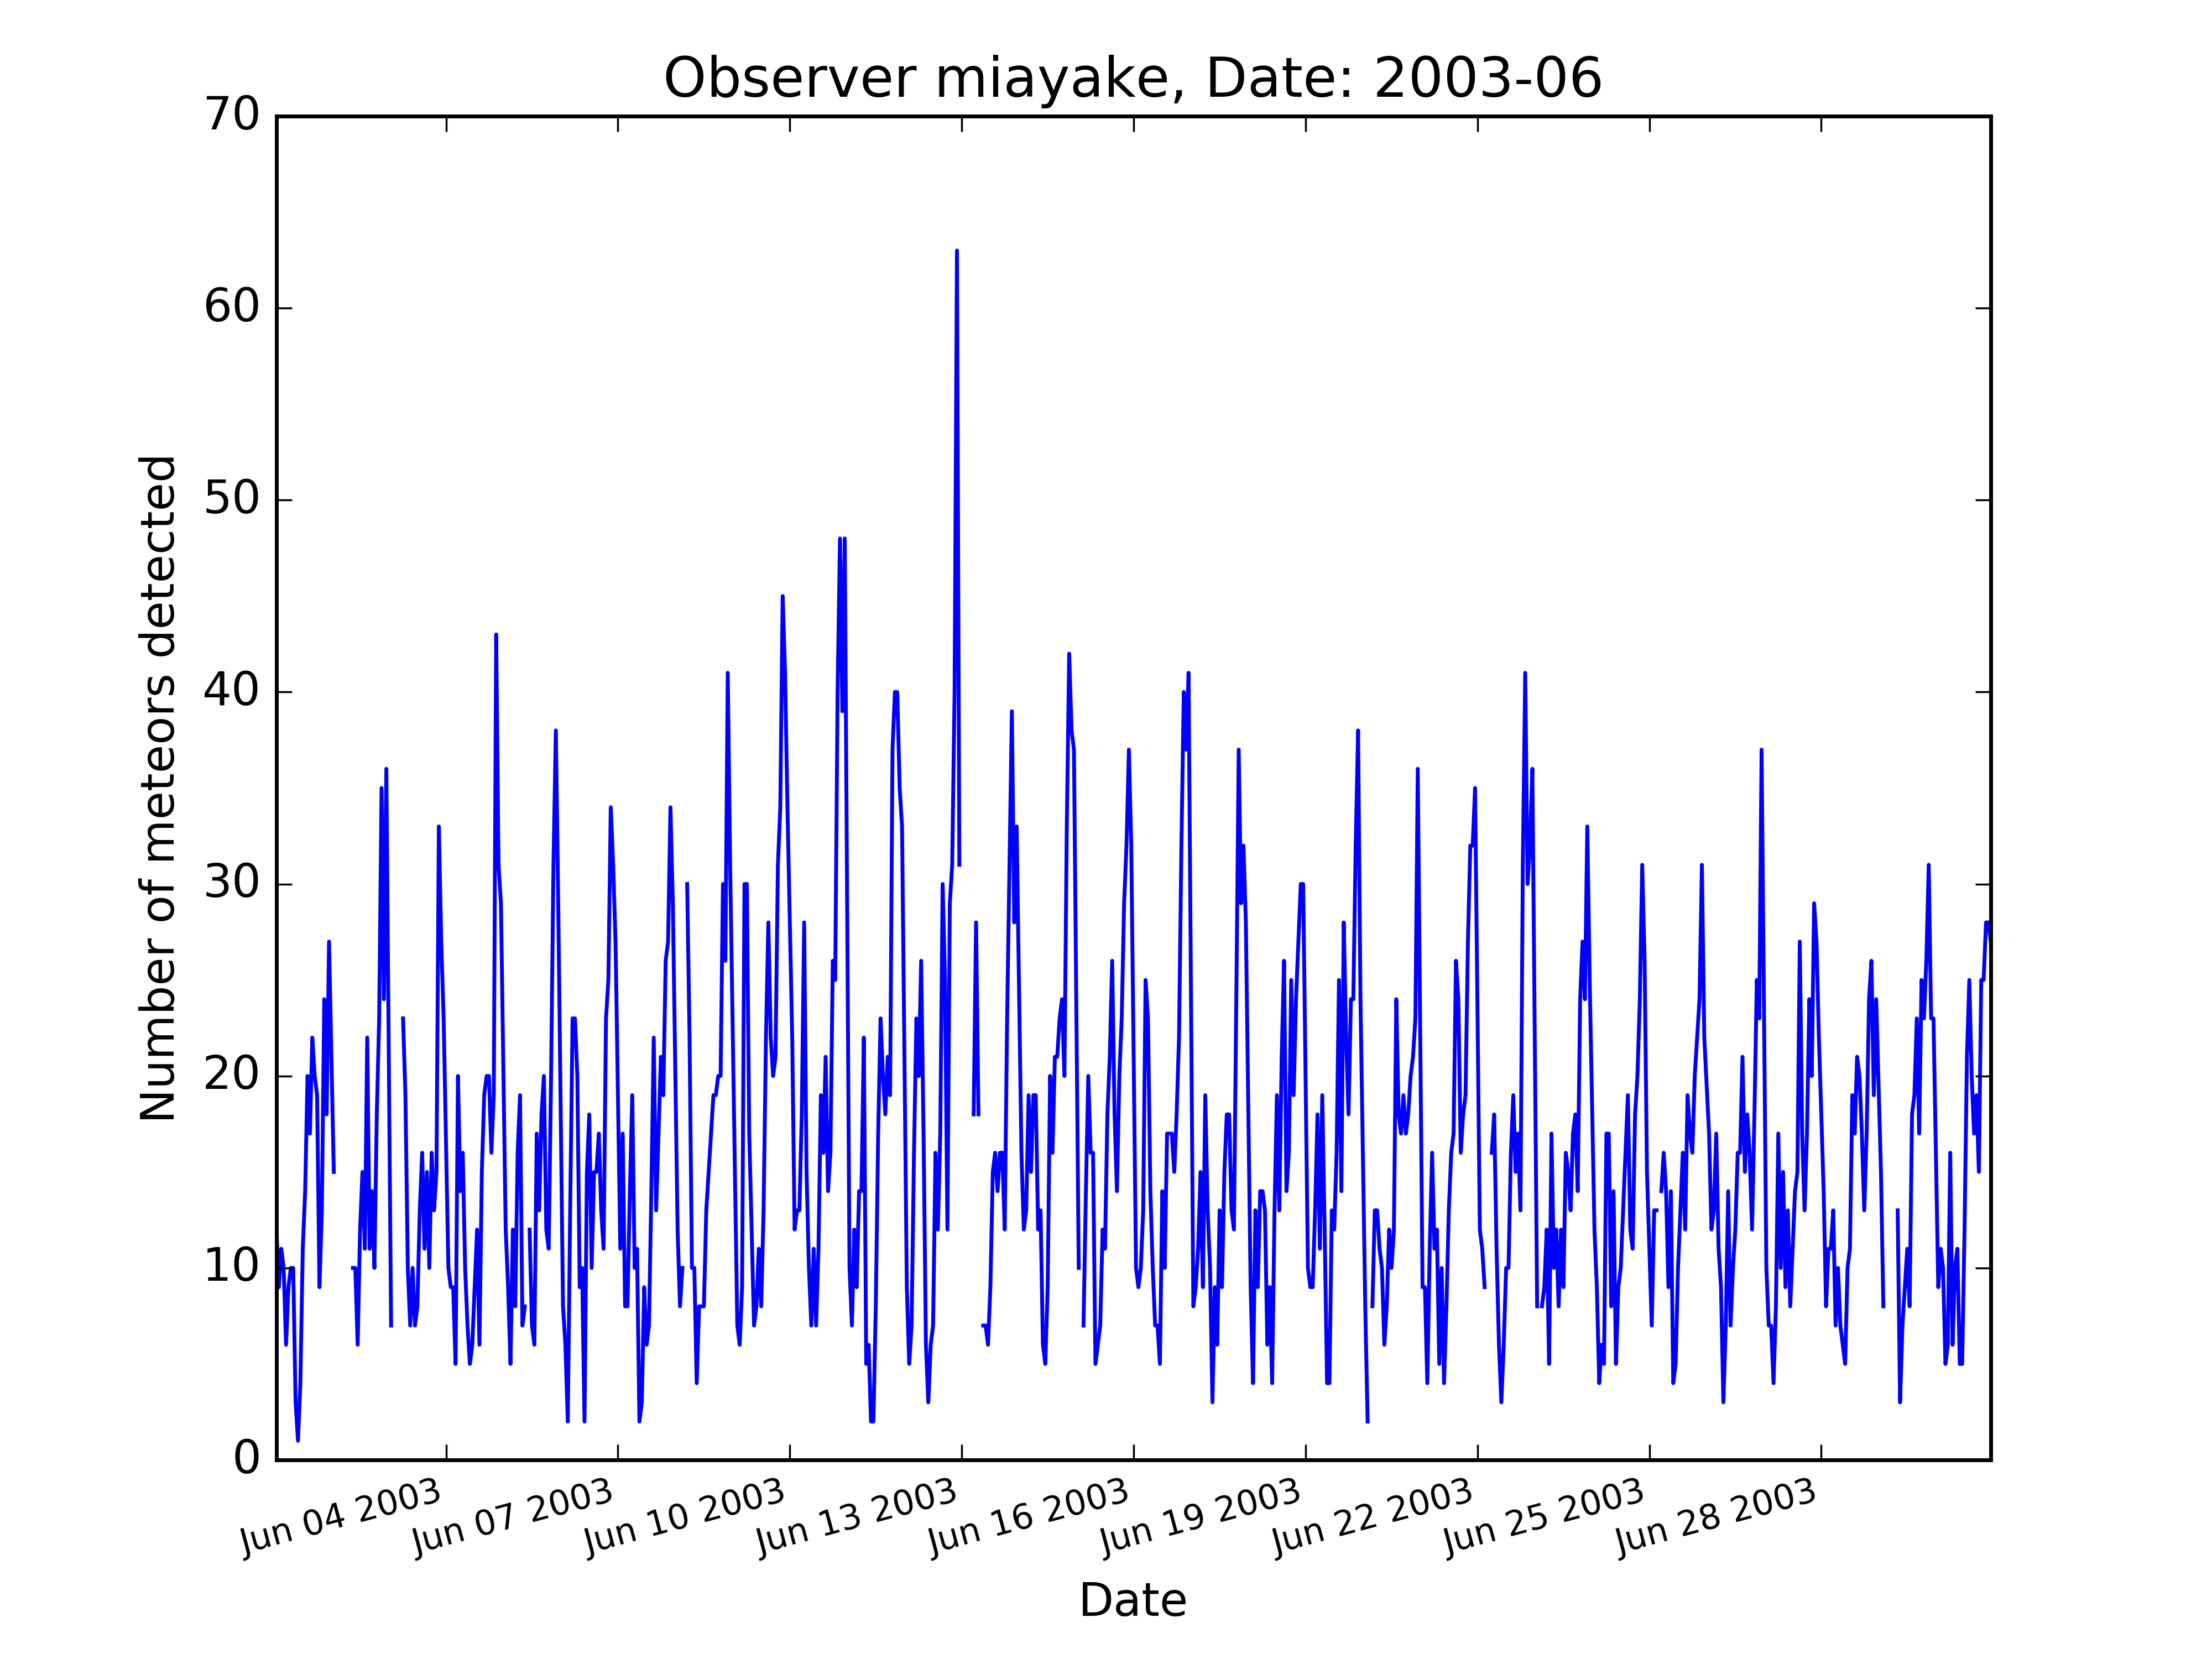 Observer miayake, Date: 2003-06
70
60
50
40
30
20
10
0
Number of meteors detected
Jun 04 2003
Jun 07 2003
Jun 10 2003
Jun 13 2003
Jun 16 2003
Jun 19 2003
Jun 22 2003
Jun 25 2003
Jun 28 2003
Date